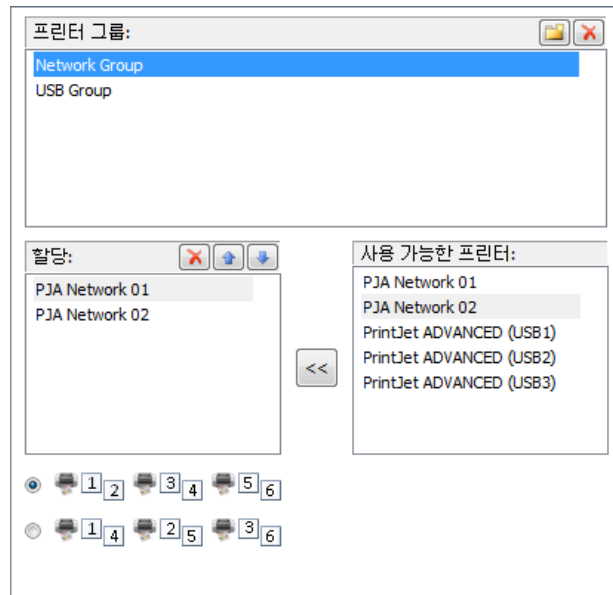 프린터 그룹:
Network Group
USB Group
할당:
PJA Network 01
PJA Network 02
<<
사용 가능한 프린터:
PJA Network 01
PJA Network 02
PrintJet ADVANCED (USB1)
PrintJet ADVANCED (USB2)
PrintJet ADVANCED (USB3)
1 2 3 4 5 6
1 4 2 5 3 6